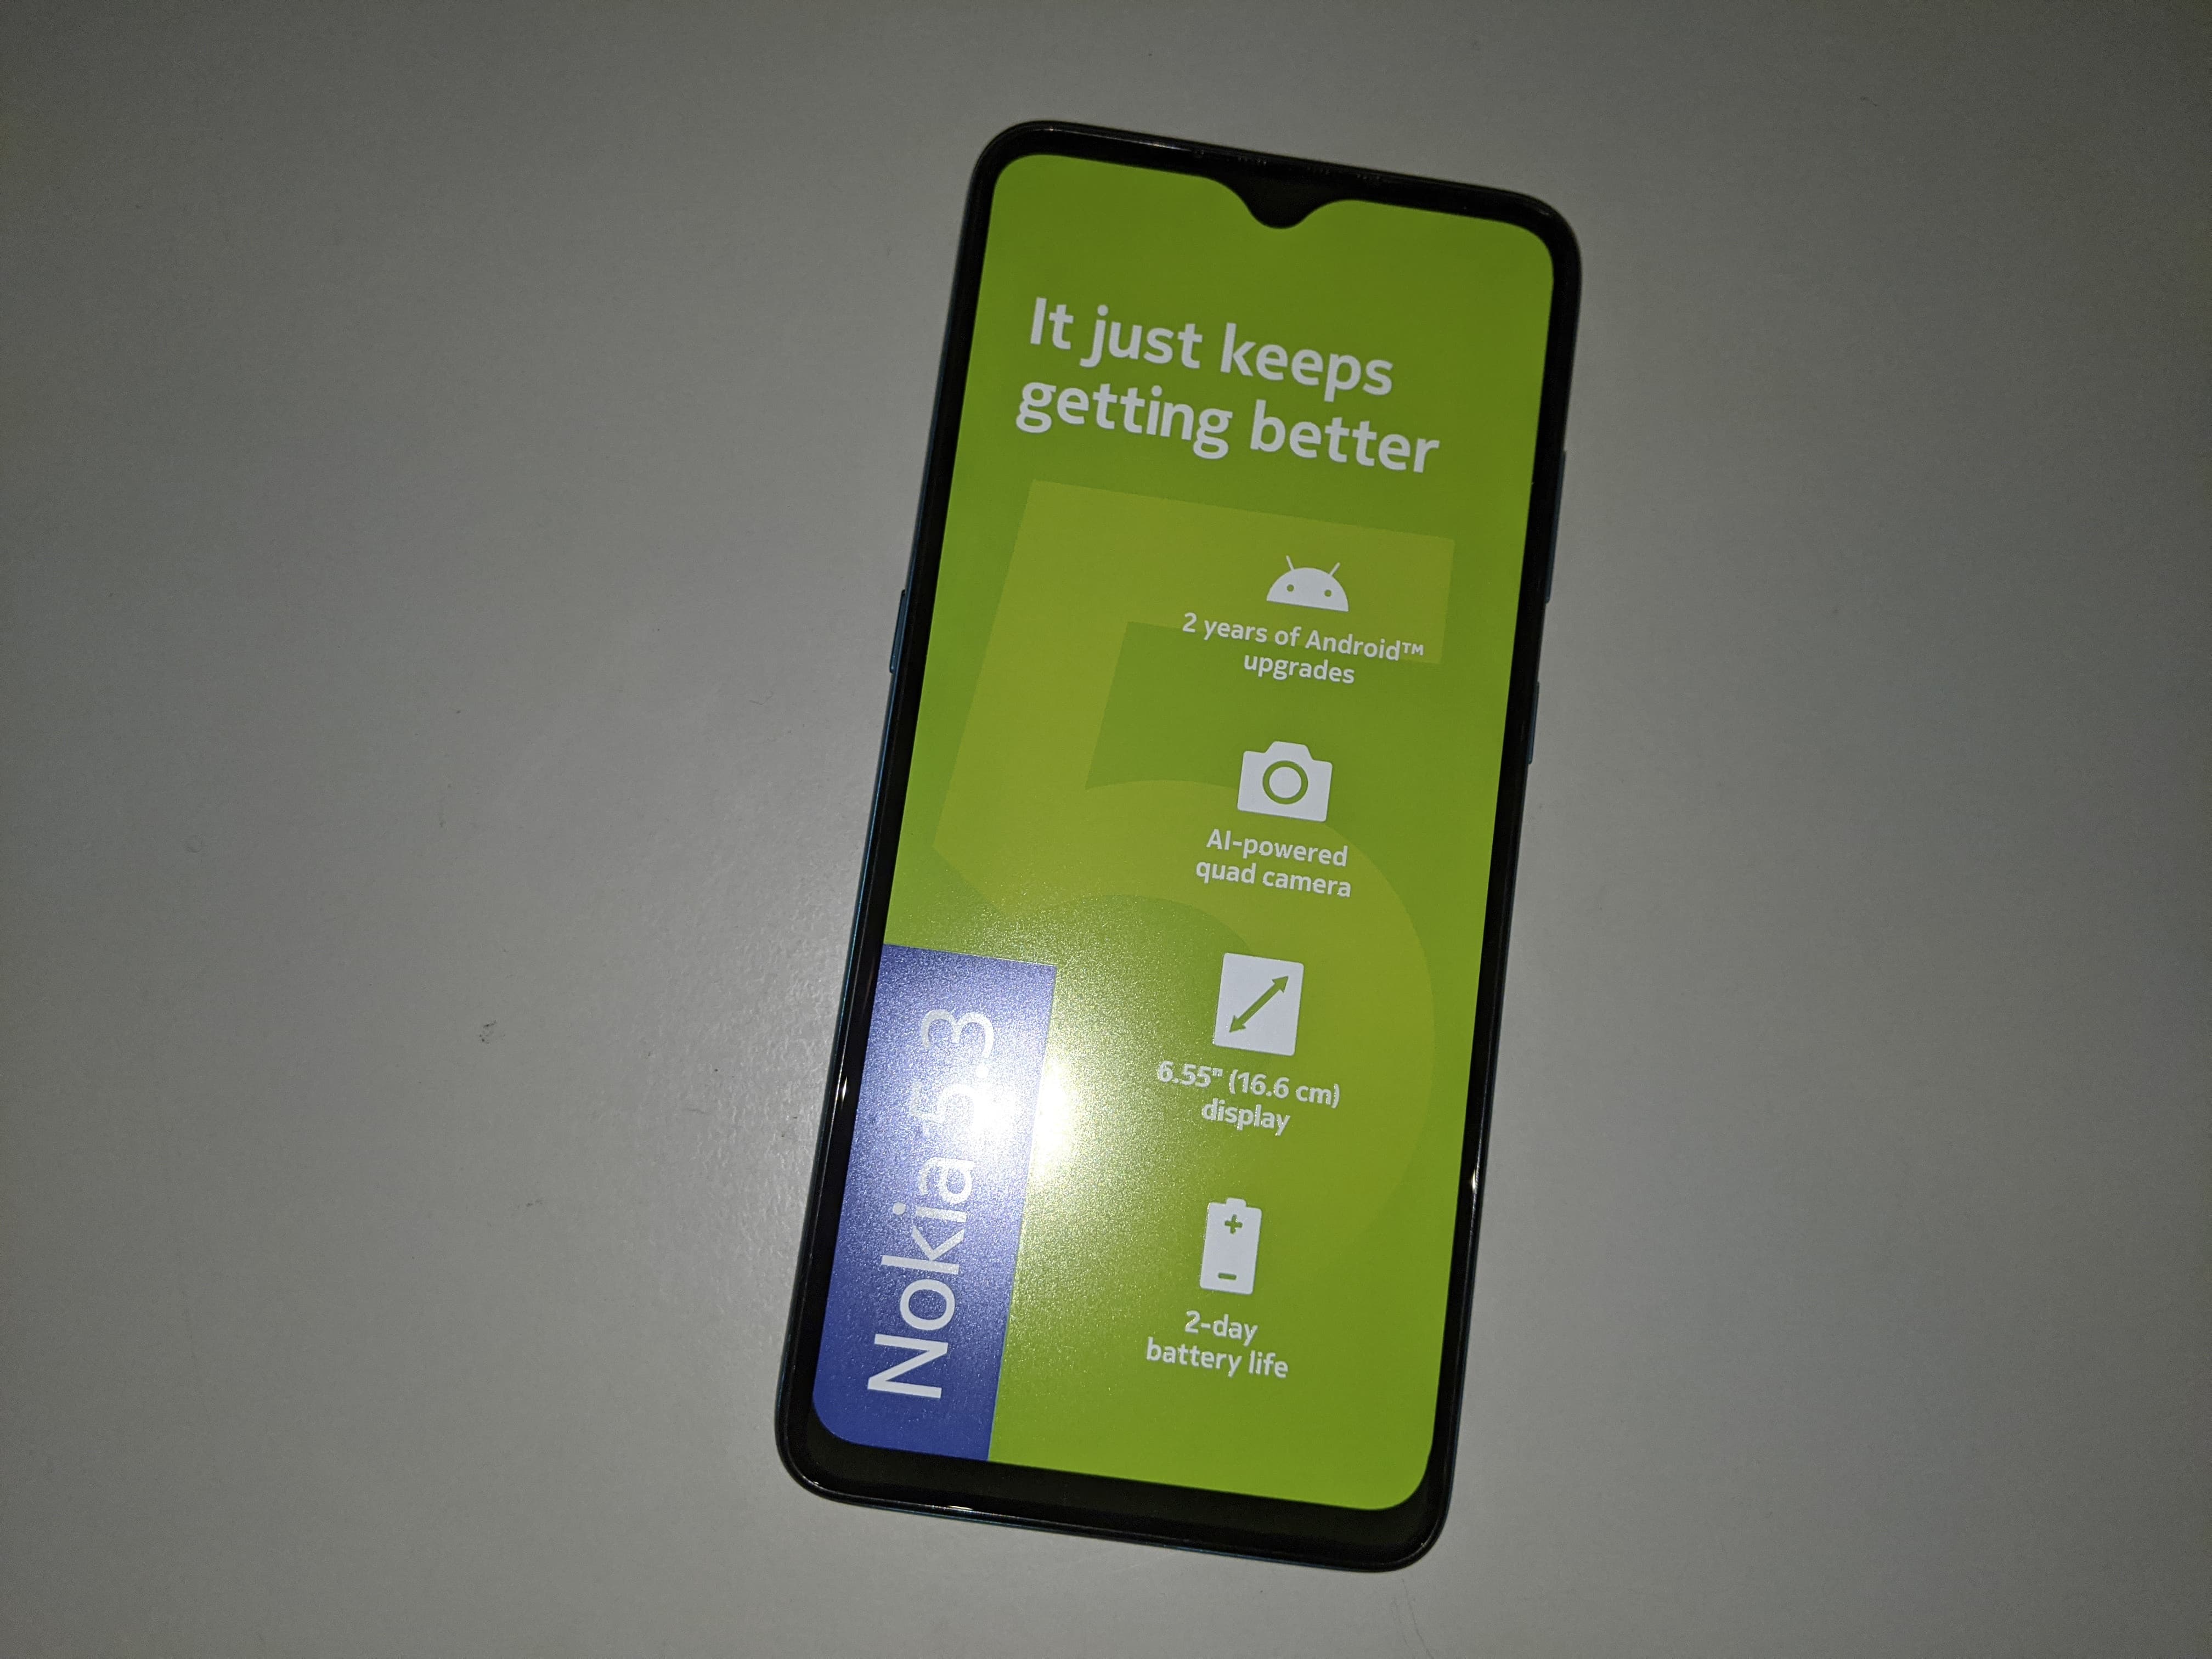 It just keeps
getting better
2 years of Android™
upgrades
AI-powered
quad camera
6.55" (16.6 cm)
display
2-day
battery life
Nokia 5.3